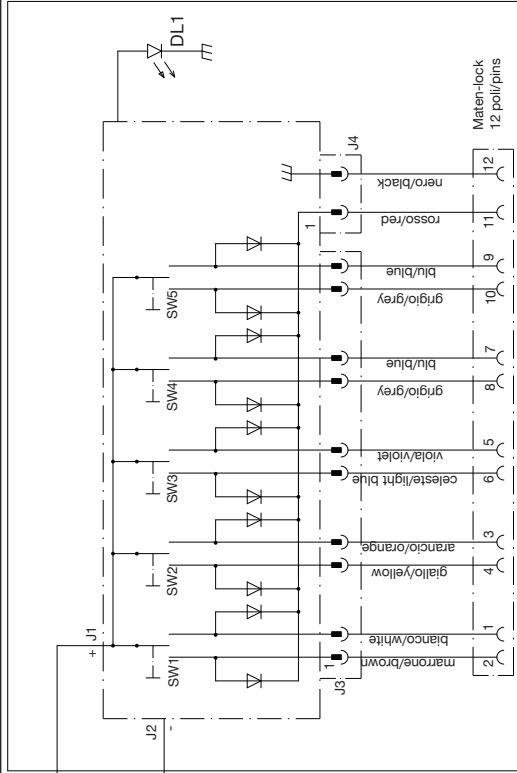 DL1
J1
+
J2
-
SW1
SW2
SW3
SW4
SW5
J3
1
J4
1
marrone/brown
bianco/white
giallo/yellow
arancio/orange
celeste/light blue
viola/violet
grigio/grey
blu/blue
grigio/grey
blu/blue
rosso/red
nero/black
2
1
4
3
6
5
8
7
10
9
11
12
Maten-lock
12 poli/pins